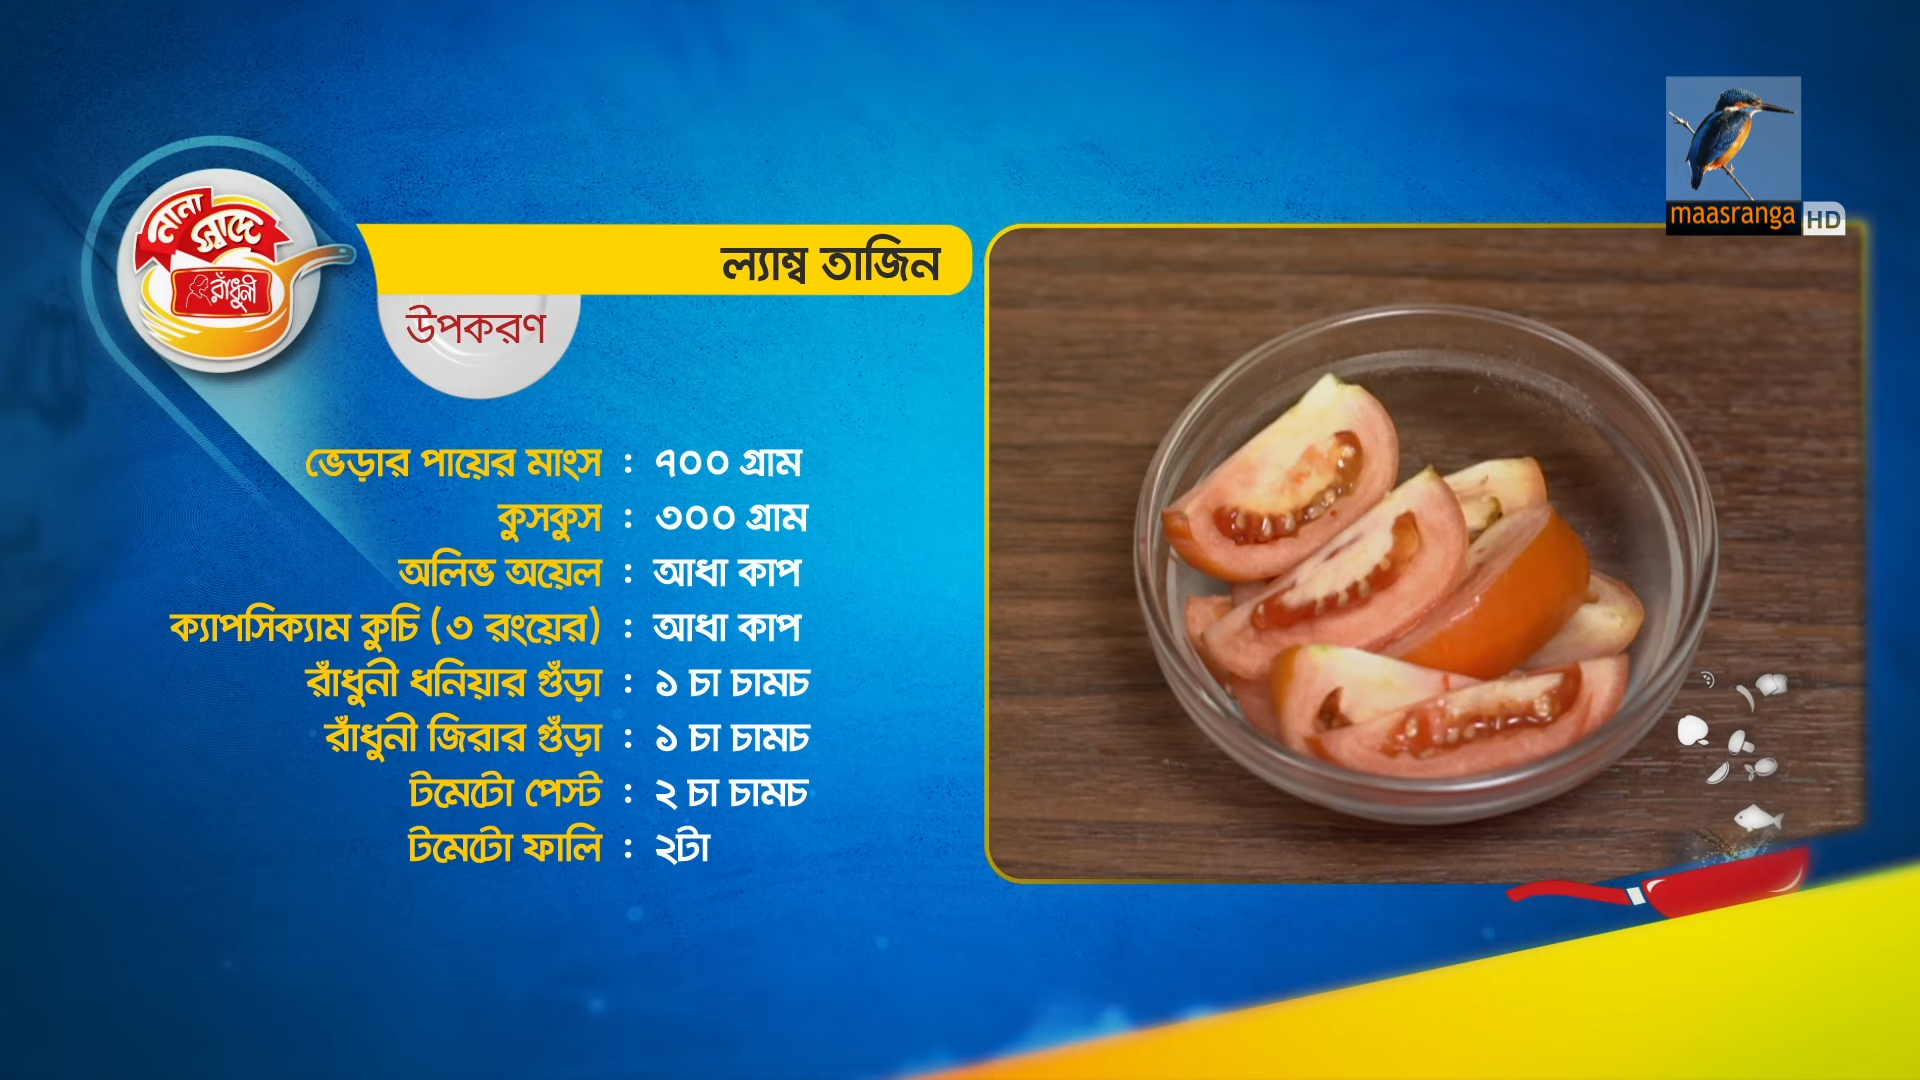 maasranga HD
নানা স্বাদে
রাঁধুনী
ল্যাম্ব তাজিন
উপকরণ
ভেড়ার পায়ের মাংস : ৭০০ গ্রাম
কুসকুস : ৩০০ গ্রাম
অলিভ অয়েল : আধা কাপ
ক্যাপসিক্যাম কুচি (৩ রংয়ের) : আধা কাপ
রাঁধুনী ধনিয়ার গুঁড়া : ১ চা চামচ
রাঁধুনী জিরার গুঁড়া : ১ চা চামচ
টমেটো পেস্ট : ২ চা চামচ
টমেটো ফালি : ২টা